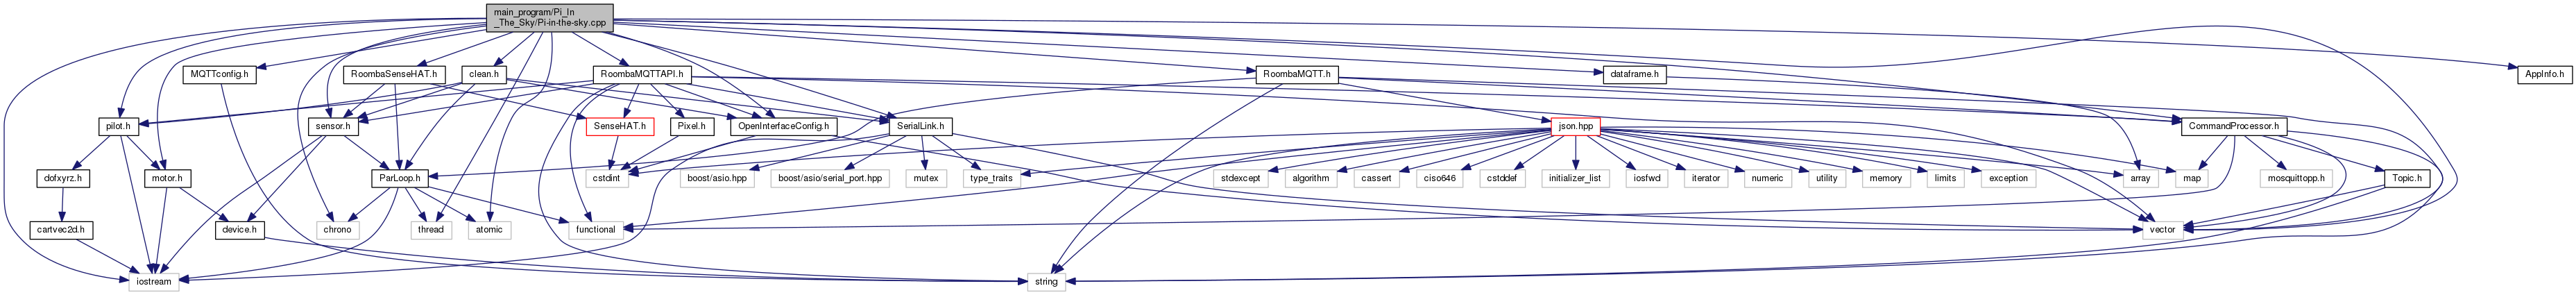 main_program/Pi_In
_The_Sky/Pi-in-the-sky.cpp
MQTTconfig.h
RoombaSenseHAT.h
clean.h
RoombaMQTTAPI.h
RoombaMQTT.h
dataframe.h
AppInfo.h
pilot.h
sensor.h
SenseHAT.h
Pixel.h
OpenInterfaceConfig.h
SerialLink.h
json.hpp
CommandProcessor.h
dofxyrz.h
motor.h
ParLoop.h
cstdint
boost/asio.hpp
boost/asio/serial_port.hpp
mutex
type_traits
stdexcept
algorithm
cassert
ciso646
cstddef
initializer_list
iosfwd
iterator
numeric
utility
memory
limits
exception
array
map
mosquittopp.h
Topic.h
cartvec2d.h
device.h
chrono
thread
atomic
functional
vector
iostream
string